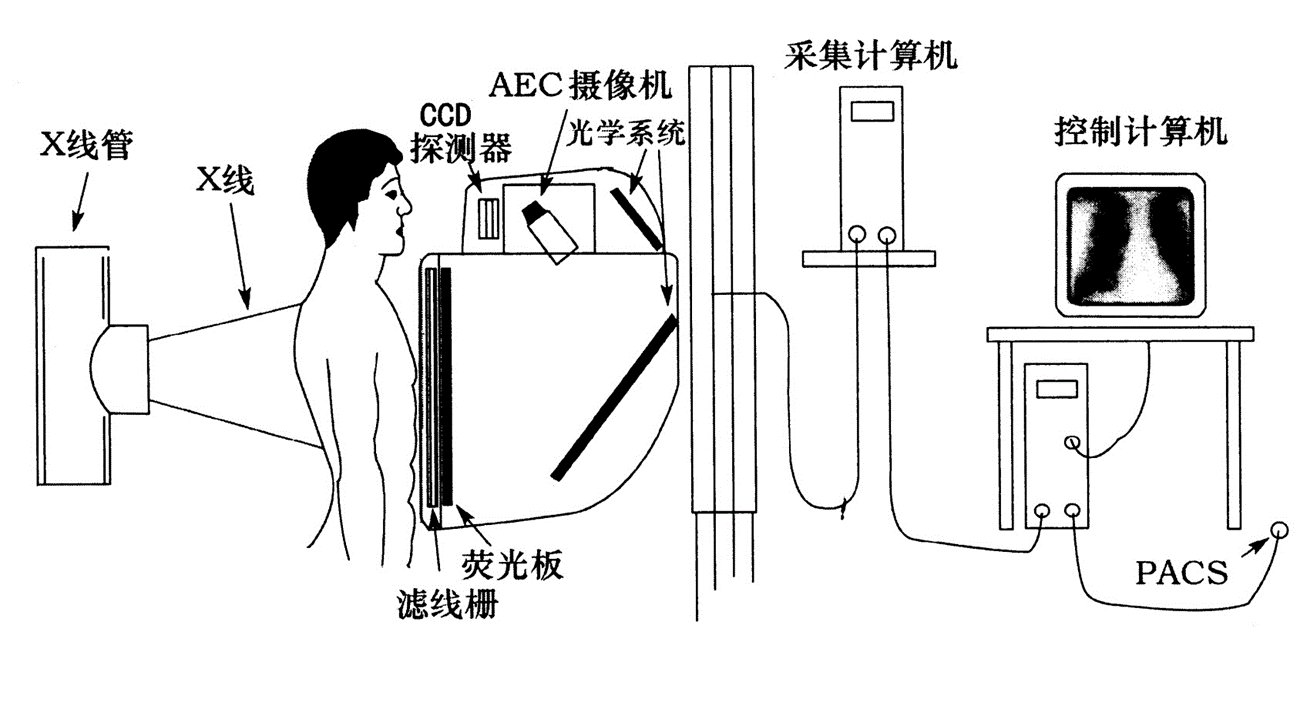 采集计算机
AEC摄像机
CCD
探测器
光学系统
控制计算机
X线管
X线
荧光板
滤线栅
PACS